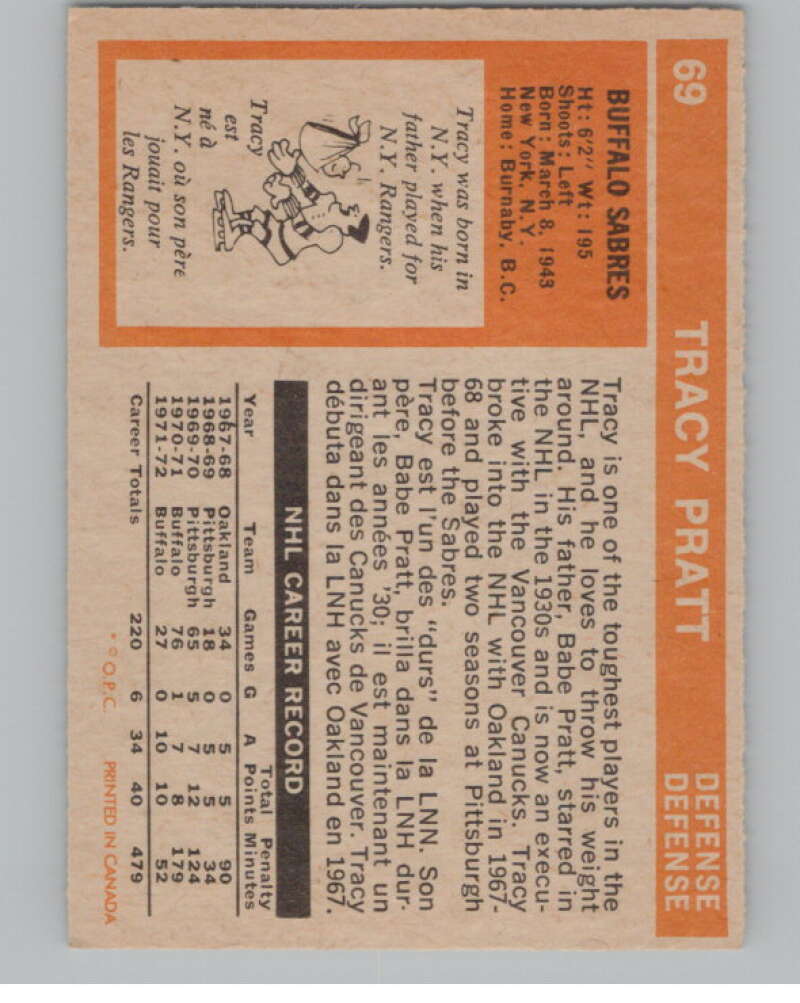 69 TRACY PRATT DEFENSE
DEFENSE
BUFFALO SABRES
Ht: 6'2" Wt: 195
Shoots: Left
Born: March 8, 1943
New York, N.Y.
Home: Burnaby, B.C.
Tracy was born in
N.Y. when his
father played for
N.Y. Rangers.
Tracy
est
né à
N.Y. où son père
jouait pour
les Rangers.
Tracy is one of the toughest players in the
NHL, and he loves to throw his weight
around. His father, Babe Pratt, starred in
the NHL in the 1930s and is now an execu-
tive with the Vancouver Canucks. Tracy
broke into the NHL with Oakland in 1967-
68 and played two seasons at Pittsburgh
before the Sabres.
Tracy est l'un des "durs" de la LNN. Son
père, Babe Pratt, brilla dans la LNH dur-
ant les années '30; il est maintenant un
dirigeant des Canucks de Vancouver. Tracy
débuta dans la LNH avec Oakland en 1967.
NHL CAREER RECORD
Total Penalty
Year Team Games G A Points Minutes
1967-68 Oakland 34 0 5 5 90
1968-69 Pittsburgh 18 0 5 5 34
1969-70 Pittsburgh 65 5 7 12 124
1970-71 Buffalo 76 1 7 8 179
1971-72 Buffalo 27 0 10 10 52
Career Totals 220 6 34 40 479
* © O.P.C. PRINTED IN CANADA